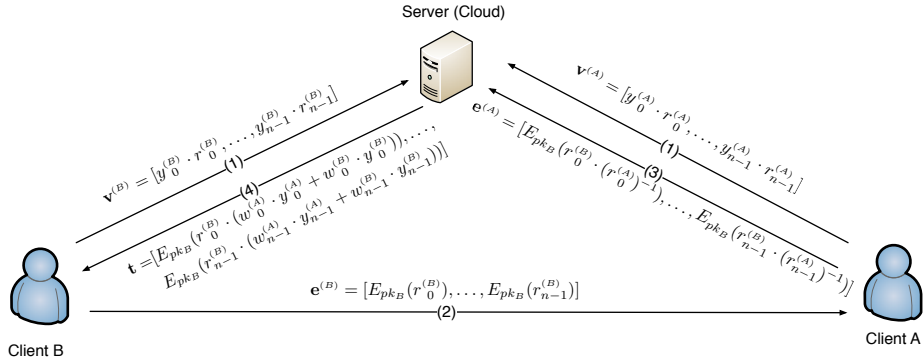 Server (Cloud)
v^{(B)} = [y_0^{(B)} · r_0^{(B)}, ..., y_{n-1}^{(B)} · r_{n-1}^{(B)}]
(1)
v^{(A)} = [y_0^{(A)} · r_0^{(A)}, ..., y_{n-1}^{(A)} · r_{n-1}^{(A)}]
(1)
e^{(A)} = [E_{pk_B}(r_0^{(B)} · (r_0^{(A)})^{-1}), ..., E_{pk_B}(r_{n-1}^{(B)} · (r_{n-1}^{(A)})^{-1})]
(3)
(4)
t = [E_{pk_B}(r_0^{(B)} · (w_0^{(A)} · y_0^{(A)} + w_0^{(B)} · y_0^{(B)})), ...,
E_{pk_B}(r_{n-1}^{(B)} · (w_{n-1}^{(A)} · y_{n-1}^{(A)} + w_{n-1}^{(B)} · y_{n-1}^{(B)}))]
e^{(B)} = [E_{pk_B}(r_0^{(B)}), ..., E_{pk_B}(r_{n-1}^{(B)})]
(2)
Client B
Client A